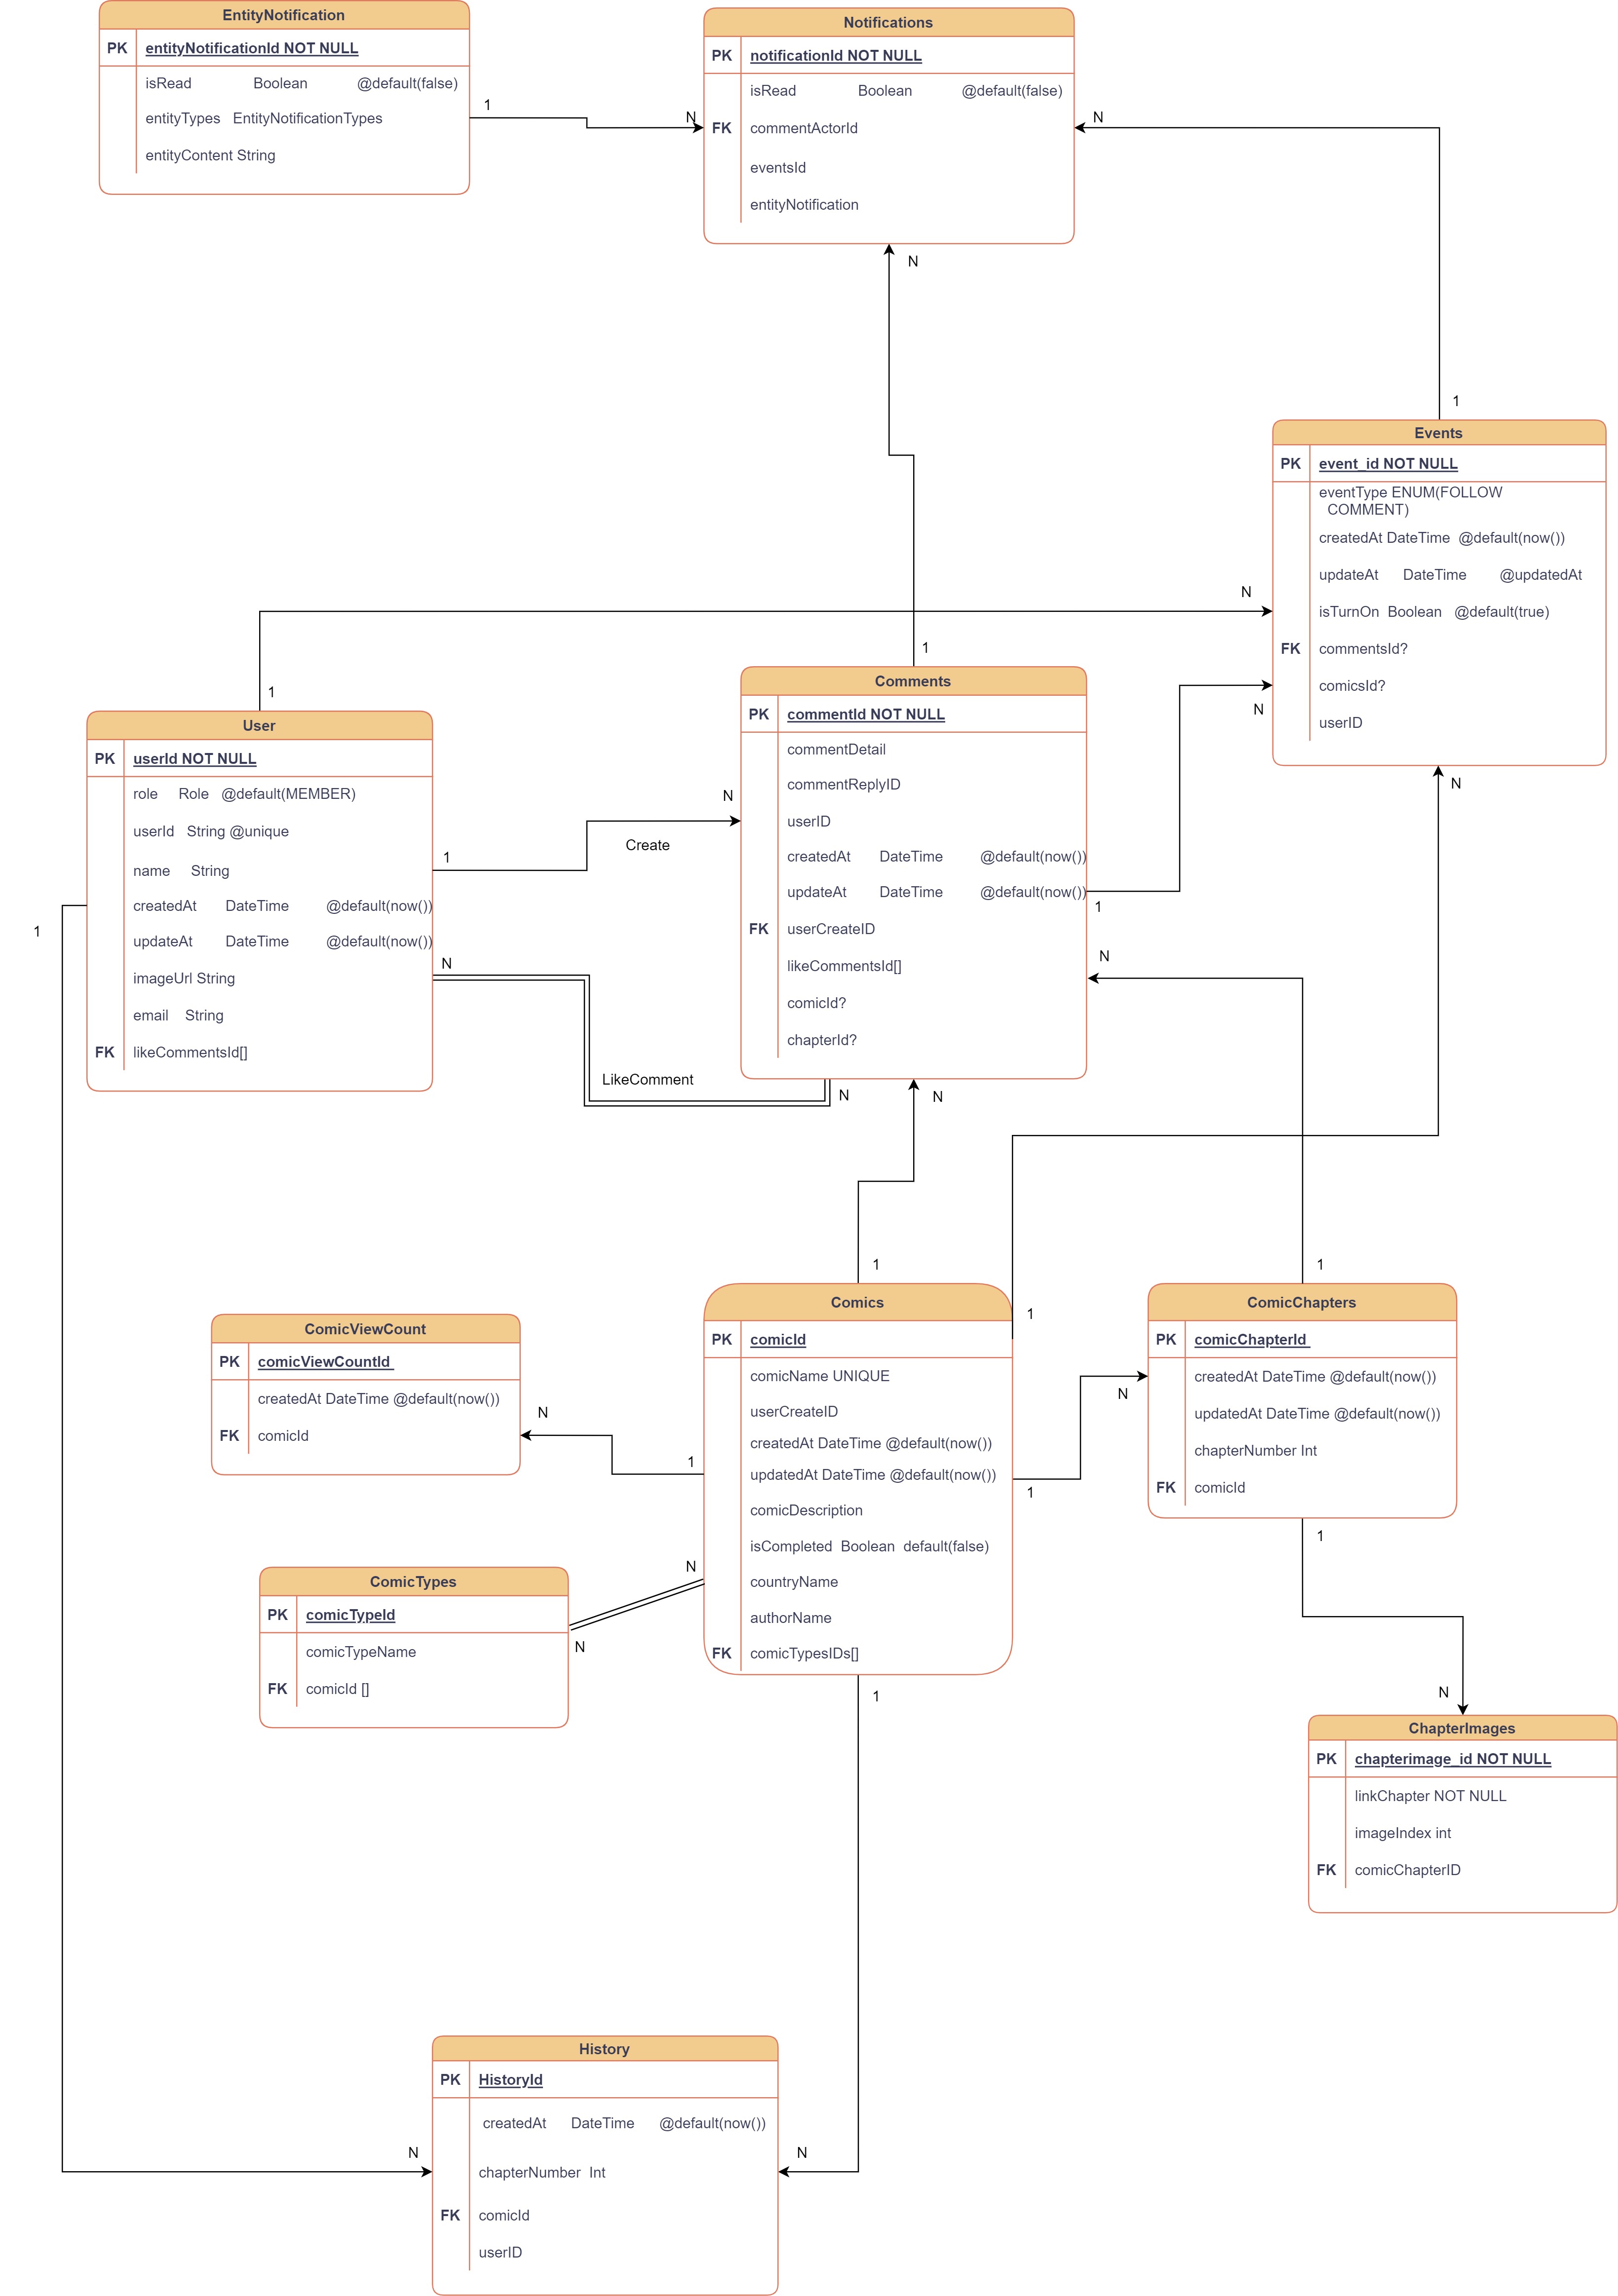 EntityNotification
PK entityNotificationId NOT NULL
isRead Boolean @default(false)
entityTypes EntityNotificationTypes
entityContent String
1
N
Notifications
PK notificationId NOT NULL
isRead Boolean @default(false)
FK commentActorId
eventsId
entityNotification
N
N
1
Events
PK event_id NOT NULL
eventType ENUM(FOLLOW
COMMENT)
createdAt DateTime @default(now())
updateAt DateTime @updatedAt
isTurnOn Boolean @default(true)
FK commentsId?
comicsId?
userID
N
N
N
1
1
User
PK userId NOT NULL
role Role @default(MEMBER)
userId String @unique
name String
createdAt DateTime @default(now())
updateAt DateTime @default(now())
imageUrl String
email String
FK likeCommentsId[]
1
1
N
Create
N
LikeComment
N
Comments
PK commentId NOT NULL
commentDetail
commentReplyID
userID
createdAt DateTime @default(now())
updateAt DateTime @default(now())
FK userCreateID
likeCommentsId[]
comicId?
chapterId?
1
N
N
1
1
1
ComicViewCount
PK comicViewCountId
createdAt DateTime @default(now())
FK comicId
N
1
Comics
PK comicId
comicName UNIQUE
userCreateID
createdAt DateTime @default(now())
updatedAt DateTime @default(now())
comicDescription
isCompleted Boolean default(false)
countryName
authorName
FK comicTypesIDs[]
N
1
ComicChapters
PK comicChapterId
createdAt DateTime @default(now())
updatedAt DateTime @default(now())
chapterNumber Int
FK comicId
1
N
N
ComicTypes
PK comicTypeId
comicTypeName
FK comicId []
N
1
ChapterImages
PK chapterimage_id NOT NULL
linkChapter NOT NULL
imageIndex int
FK comicChapterID
History
PK HistoryId
createdAt DateTime @default(now())
chapterNumber Int
FK comicId
userID
N
N